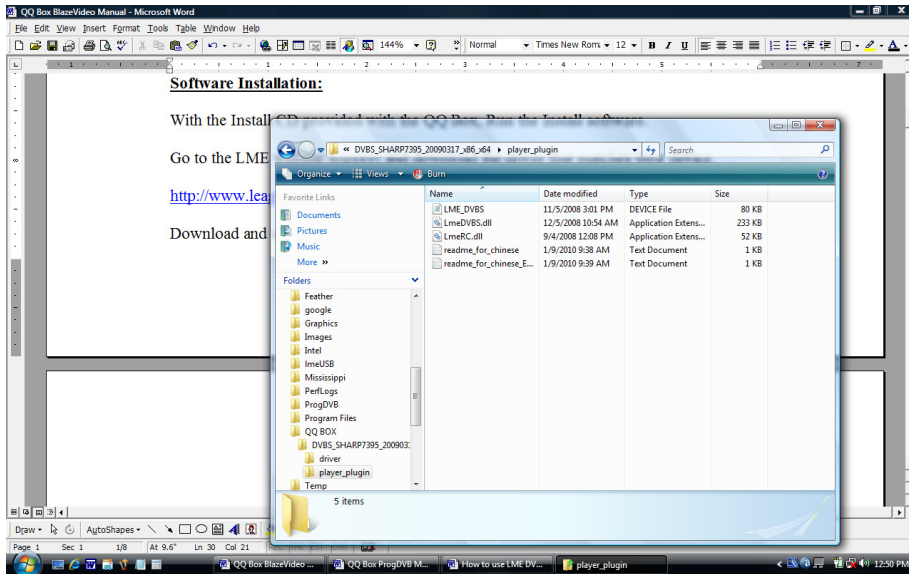 QQ Box BlazeVideo Manual - Microsoft Word
File Edit View Insert Format Tools Table Window Help
144% Normal Times New Rom 12 B I U
Software Installation:
With the Install CD provided with the QQ Box, Run the Install software.
Go to the LME
http://www.lea
Download and
« DVBS_SHARP7395_20090317_x86_x64 player_plugin
Search
Organize Views Burn
Favorite Links
Documents
Pictures
Music
More »
Folders
Feather
google
Graphics
Images
Intel
lmeUSB
Mississippi
PerfLogs
ProgDVB
Program Files
QQ BOX
DVBS_SHARP7395_200903
driver
player_plugin
Temp
Name Date modified Type Size
LME_DVBS 11/5/2008 3:01 PM DEVICE File 80 KB
LmeDVBS.dll 12/5/2008 10:54 AM Application Extens... 233 KB
LmeRC.dll 9/4/2008 12:08 PM Application Extens... 52 KB
readme_for_chinese 1/9/2010 9:38 AM Text Document 1 KB
readme_for_chinese_E... 1/9/2010 9:39 AM Text Document 1 KB
5 items
Draw AutoShapes
Page 1 Sec 1 1/8 At 9.6" Ln 30 Col 21
QQ Box BlazeVideo ... QQ Box ProgDVB M... How to use LME DV... player_plugin
12:50 PM